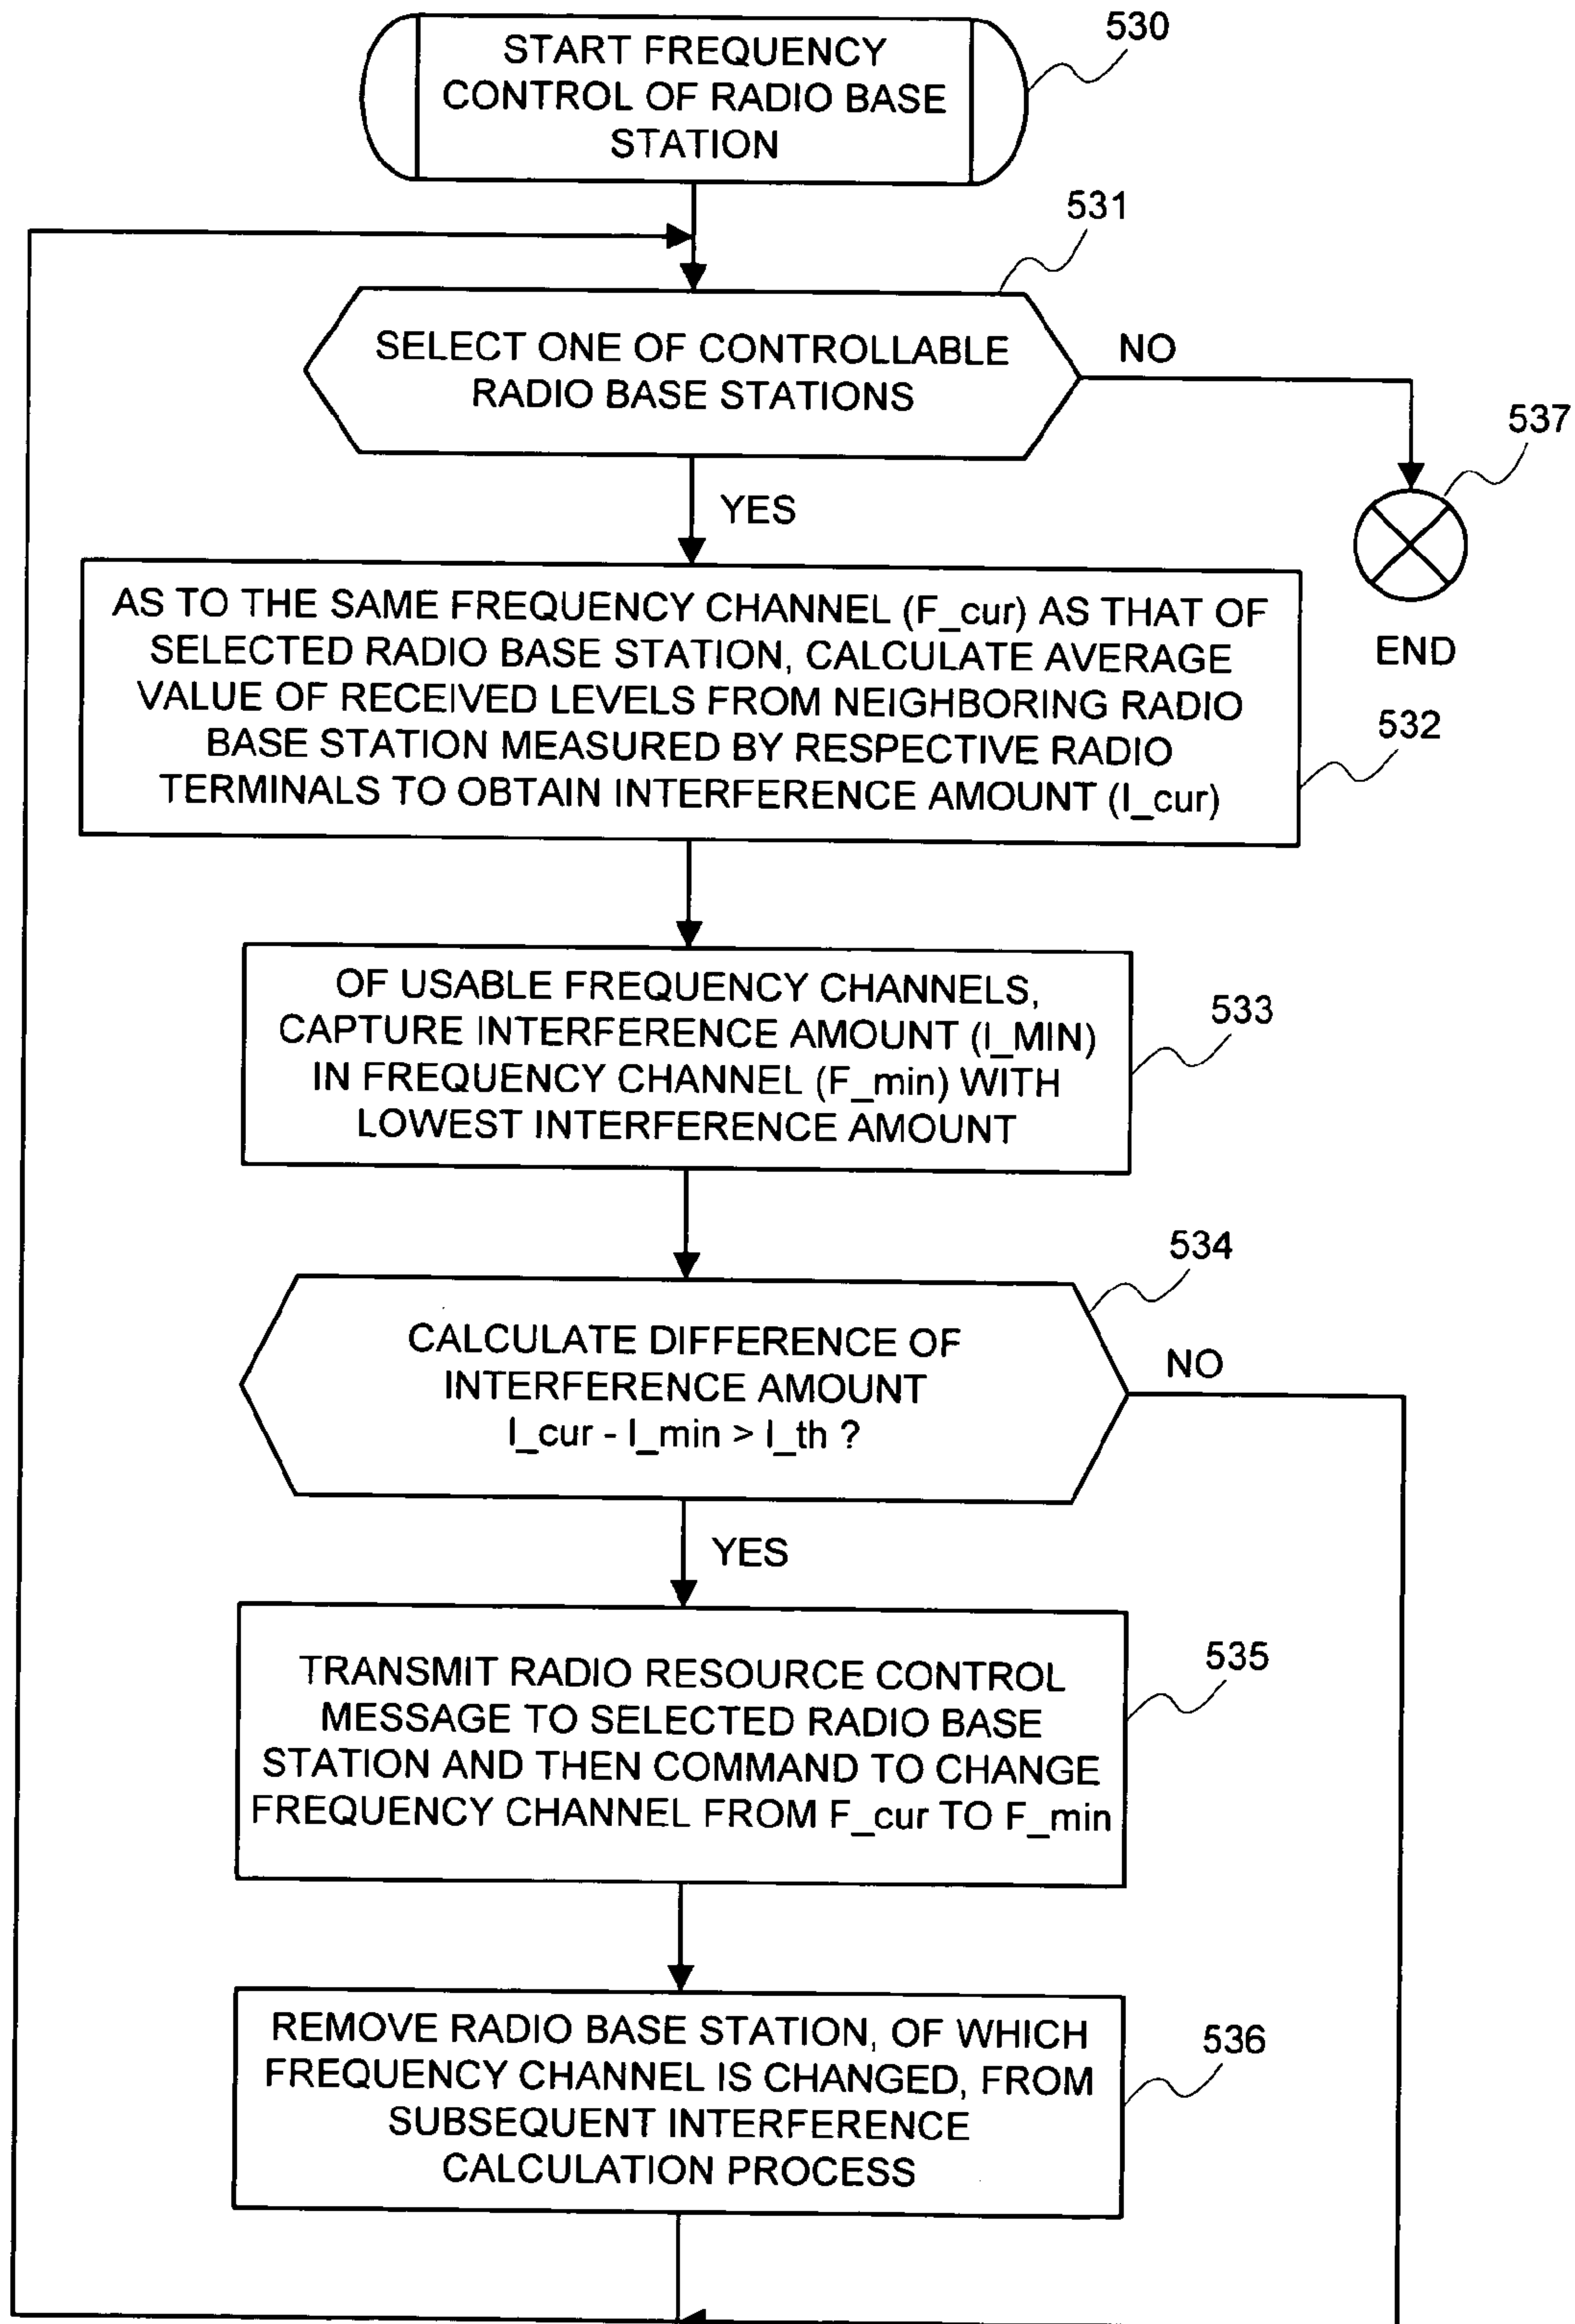 530
START FREQUENCY
CONTROL OF RADIO BASE
STATION
531
SELECT ONE OF CONTROLLABLE
RADIO BASE STATIONS
NO
537
YES
END
AS TO THE SAME FREQUENCY CHANNEL (F_cur) AS THAT OF
SELECTED RADIO BASE STATION, CALCULATE AVERAGE
VALUE OF RECEIVED LEVELS FROM NEIGHBORING RADIO
BASE STATION MEASURED BY RESPECTIVE RADIO
TERMINALS TO OBTAIN INTERFERENCE AMOUNT (I_cur)
532
OF USABLE FREQUENCY CHANNELS,
CAPTURE INTERFERENCE AMOUNT (I_MIN)
IN FREQUENCY CHANNEL (F_min) WITH
LOWEST INTERFERENCE AMOUNT
533
534
CALCULATE DIFFERENCE OF
INTERFERENCE AMOUNT
I_cur - I_min > I_th ?
NO
YES
TRANSMIT RADIO RESOURCE CONTROL
MESSAGE TO SELECTED RADIO BASE
STATION AND THEN COMMAND TO CHANGE
FREQUENCY CHANNEL FROM F_cur TO F_min
535
REMOVE RADIO BASE STATION, OF WHICH
FREQUENCY CHANNEL IS CHANGED, FROM
SUBSEQUENT INTERFERENCE
CALCULATION PROCESS
536